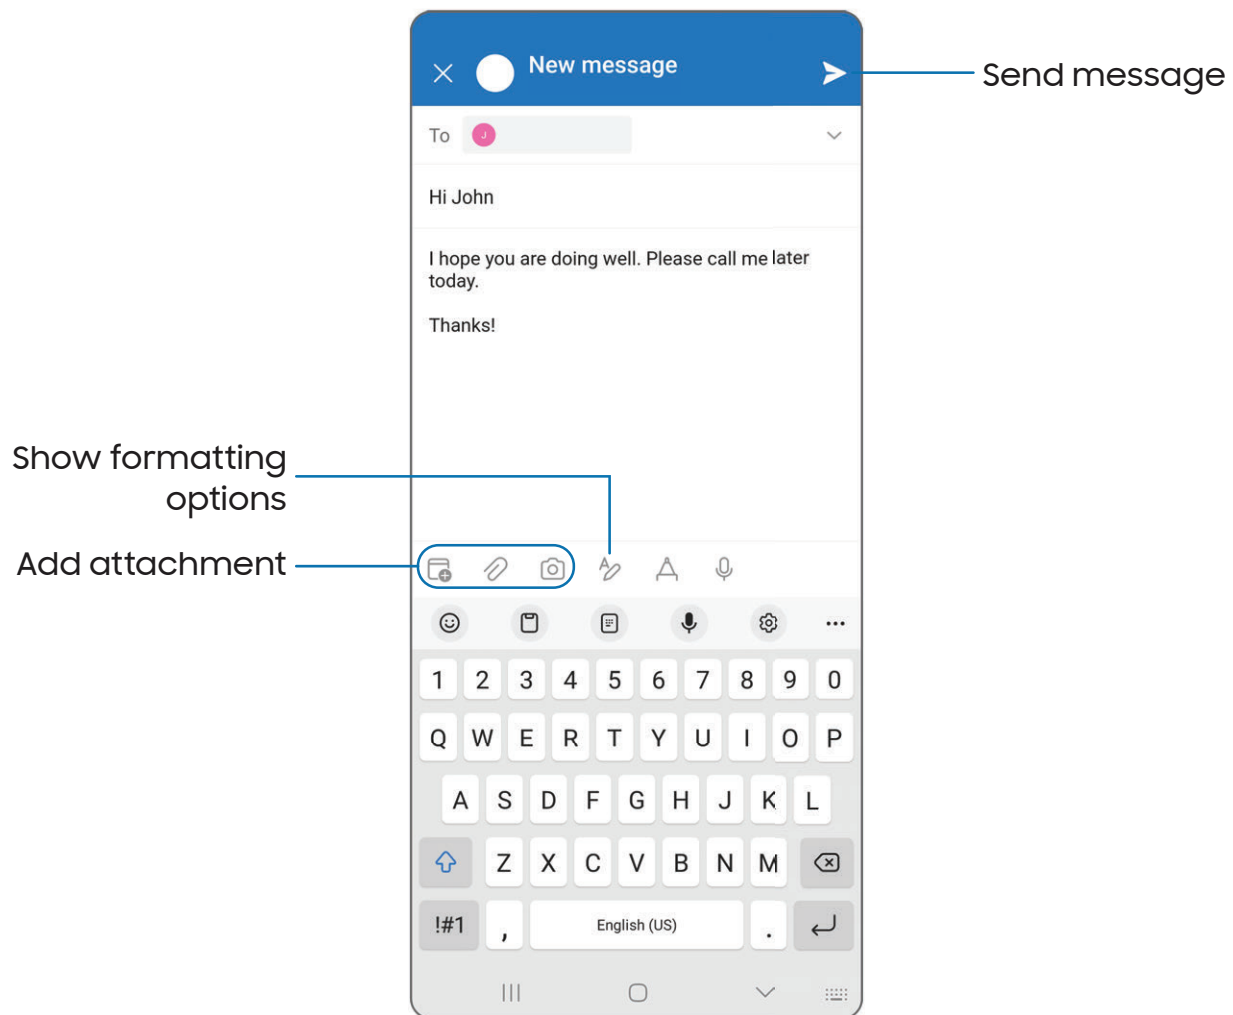 New message
Send message
To J
Hi John
I hope you are doing well. Please call me later
today.
Thanks!
Show formatting
options
Add attachment
1 2 3 4 5 6 7 8 9 0
Q W E R T Y U I O P
A S D F G H J K L
Z X C V B N M
!#1 , English (US) .